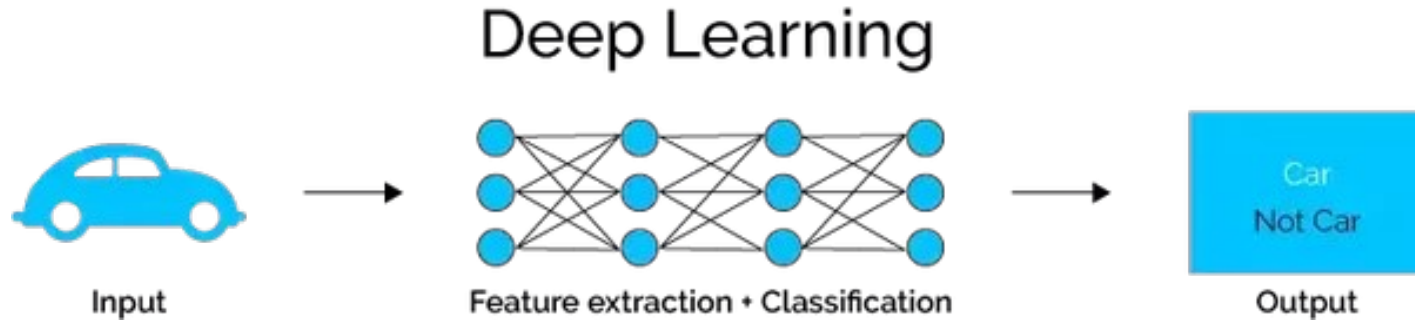 Deep Learning
Car
Not Car
Input
Feature extraction + Classification
Output